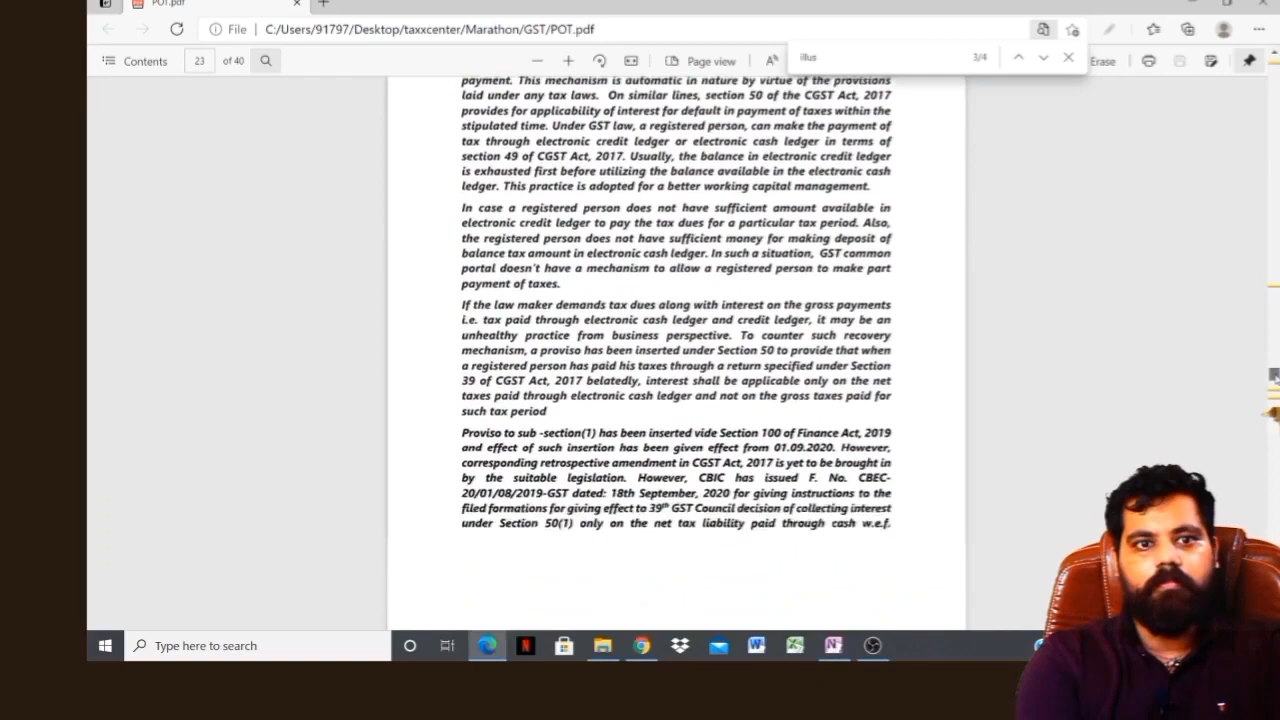 POT.pdf
File C:/Users/91797/Desktop/taxxcenter/Marathon/GST/POT.pdf
illus 3/4
Contents 23 of 40 Page view Erase
payment. This mechanism is automatic in nature by virtue of the provisions
laid under any tax laws. On similar lines, section 50 of the CGST Act, 2017
provides for applicability of interest for default in payment of taxes within the
stipulated time. Under GST law, a registered person, can make the payment of
tax through electronic credit ledger or electronic cash ledger in terms of
section 49 of CGST Act, 2017. Usually, the balance in electronic credit ledger
is exhausted first before utilizing the balance available in the electronic cash
ledger. This practice is adopted for a better working capital management.
In case a registered person does not have sufficient amount available in
electronic credit ledger to pay the tax dues for a particular tax period. Also,
the registered person does not have sufficient money for making deposit of
balance tax amount in electronic cash ledger. In such a situation, GST common
portal doesn't have a mechanism to allow a registered person to make part
payment of taxes.
If the law maker demands tax dues along with interest on the gross payments
i.e. tax paid through electronic cash ledger and credit ledger, it may be an
unhealthy practice from business perspective. To counter such recovery
mechanism, a proviso has been inserted under Section 50 to provide that when
a registered person has paid his taxes through a return specified under Section
39 of CGST Act, 2017 belatedly, interest shall be applicable only on the net
taxes paid through electronic cash ledger and not on the gross taxes paid for
such tax period
Proviso to sub -section(1) has been inserted vide Section 100 of Finance Act, 2019
and effect of such insertion has been given effect from 01.09.2020. However,
corresponding retrospective amendment in CGST Act, 2017 is yet to be brought in
by the suitable legislation. However, CBIC has issued F. No. CBEC-
20/01/08/2019-GST dated: 18th September, 2020 for giving instructions to the
filed formations for giving effect to 39th GST Council decision of collecting interest
under Section 50(1) only on the net tax liability paid through cash w.e.f.
Type here to search